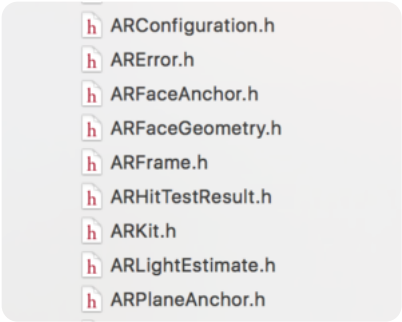 h ARConfiguration.h
h ARError.h
h ARFaceAnchor.h
h ARFaceGeometry.h
h ARFrame.h
h ARHitTestResult.h
h ARKit.h
h ARLightEstimate.h
h ARPlaneAnchor.h